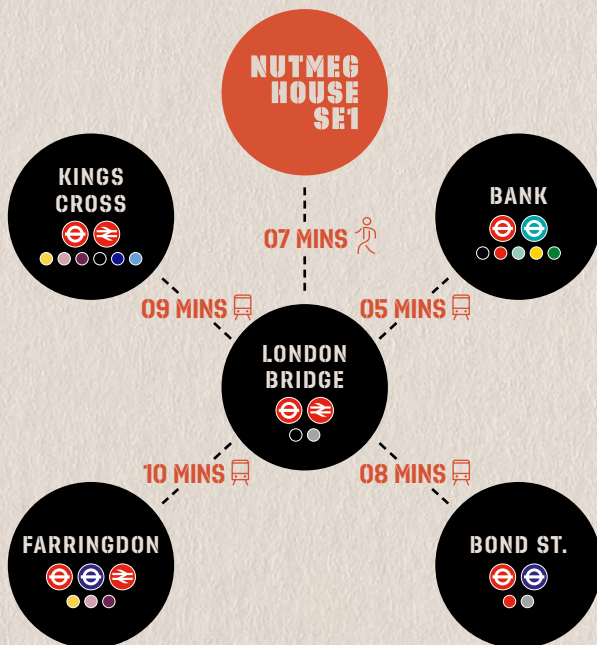 NUTMEG
HOUSE
SE1
KINGS
CROSS
BANK
07 MINS
09 MINS
05 MINS
LONDON
BRIDGE
10 MINS
08 MINS
FARRINGDON
BOND ST.